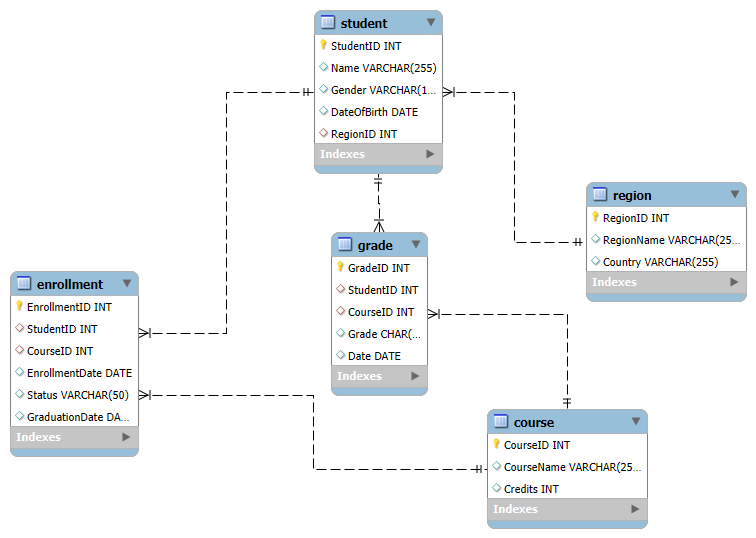 student
StudentID INT
Name VARCHAR(255)
Gender VARCHAR(1...
DateOfBirth DATE
RegionID INT
Indexes
region
RegionID INT
RegionName VARCHAR(25...
Country VARCHAR(255)
Indexes
grade
GradeID INT
StudentID INT
CourseID INT
Grade CHAR(...
Date DATE
Indexes
enrollment
EnrollmentID INT
StudentID INT
CourseID INT
EnrollmentDate DATE
Status VARCHAR(50)
GraduationDate DA...
Indexes
course
CourseID INT
CourseName VARCHAR(25...
Credits INT
Indexes